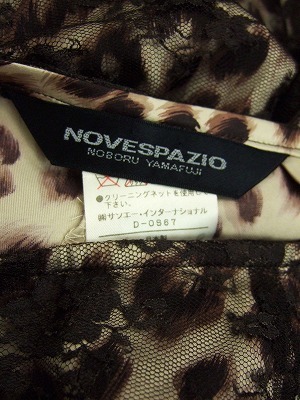 NOVESPAZIO
NOBORU YAMAFUJI
●クリーニングネットを使用し
て下さい
㈱サンエー・インターナショナル
D-0967